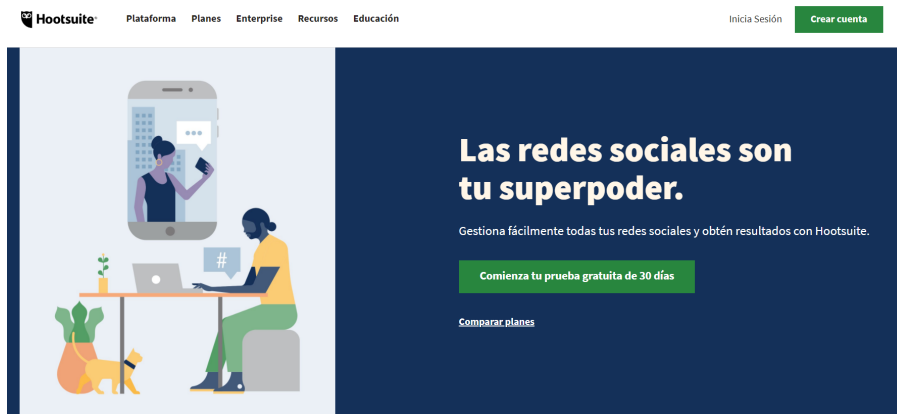 Hootsuite
Plataforma Planes Enterprise Recursos Educación
Inicia Sesión
Crear cuenta
#
Las redes sociales son
tu superpoder.
Gestiona fácilmente todas tus redes sociales y obtén resultados con Hootsuite.
Comienza tu prueba gratuita de 30 días
Comparar planes